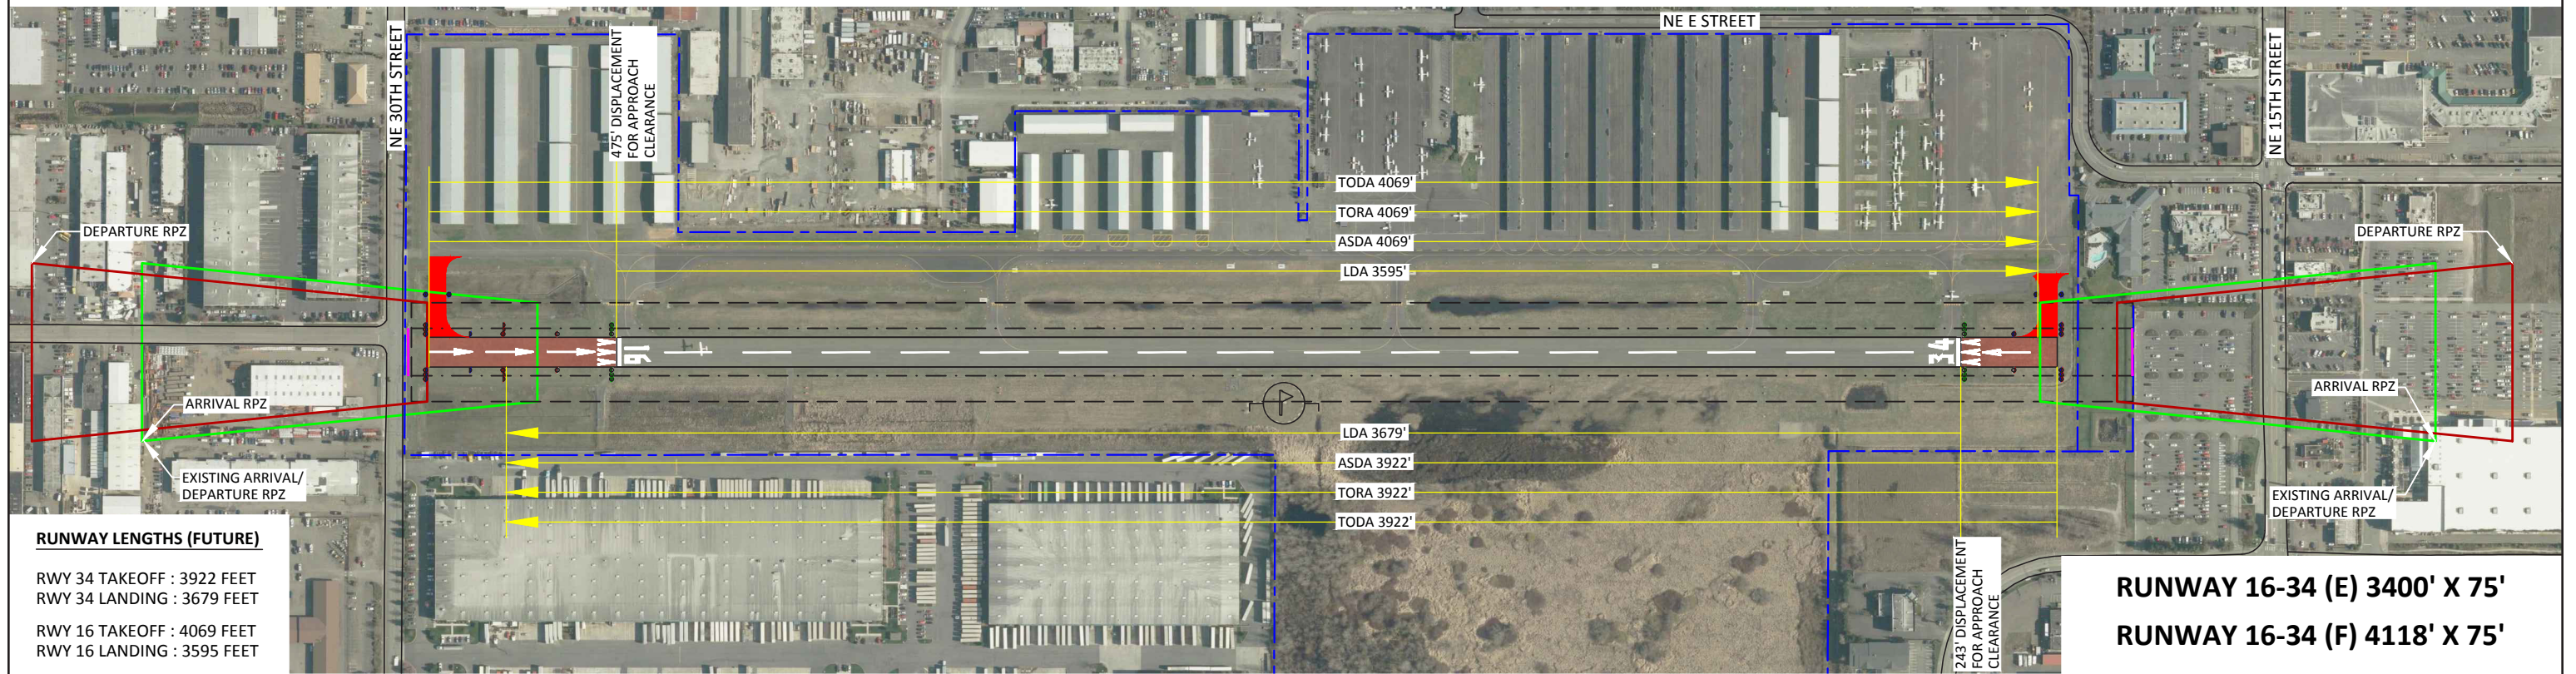 NE E STREET
NE 30TH STREET
475' DISPLACEMENT
FOR APPROACH
CLEARANCE
NE 15TH STREET
TODA 4069'
TORA 4069'
ASDA 4069'
LDA 3595'
DEPARTURE RPZ
DEPARTURE RPZ
16
34
ARRIVAL RPZ
ARRIVAL RPZ
EXISTING ARRIVAL/
DEPARTURE RPZ
EXISTING ARRIVAL/
DEPARTURE RPZ
LDA 3679'
ASDA 3922'
TORA 3922'
TODA 3922'
243' DISPLACEMENT
FOR APPROACH
CLEARANCE
RUNWAY LENGTHS (FUTURE)
RWY 34 TAKEOFF : 3922 FEET
RWY 34 LANDING : 3679 FEET
RWY 16 TAKEOFF : 4069 FEET
RWY 16 LANDING : 3595 FEET
RUNWAY 16-34 (E) 3400' X 75'
RUNWAY 16-34 (F) 4118' X 75'